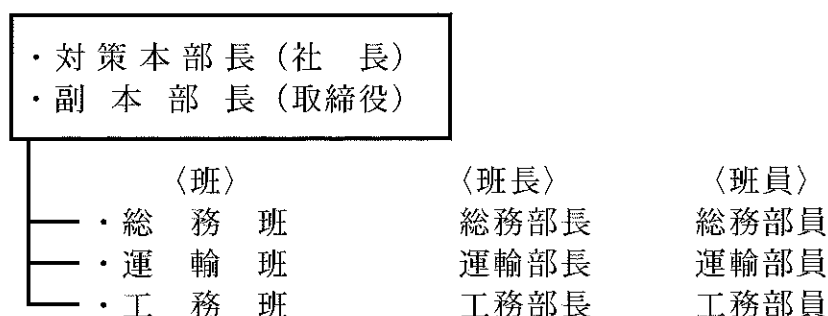 ・対策本部長（社　長）
・副　本　部　長（取締役）
〈班〉　〈班長〉　〈班員〉
・総　務　班　総務部長　総務部員
・運　輸　班　運輸部長　運輸部員
・工　務　班　工務部長　工務部員